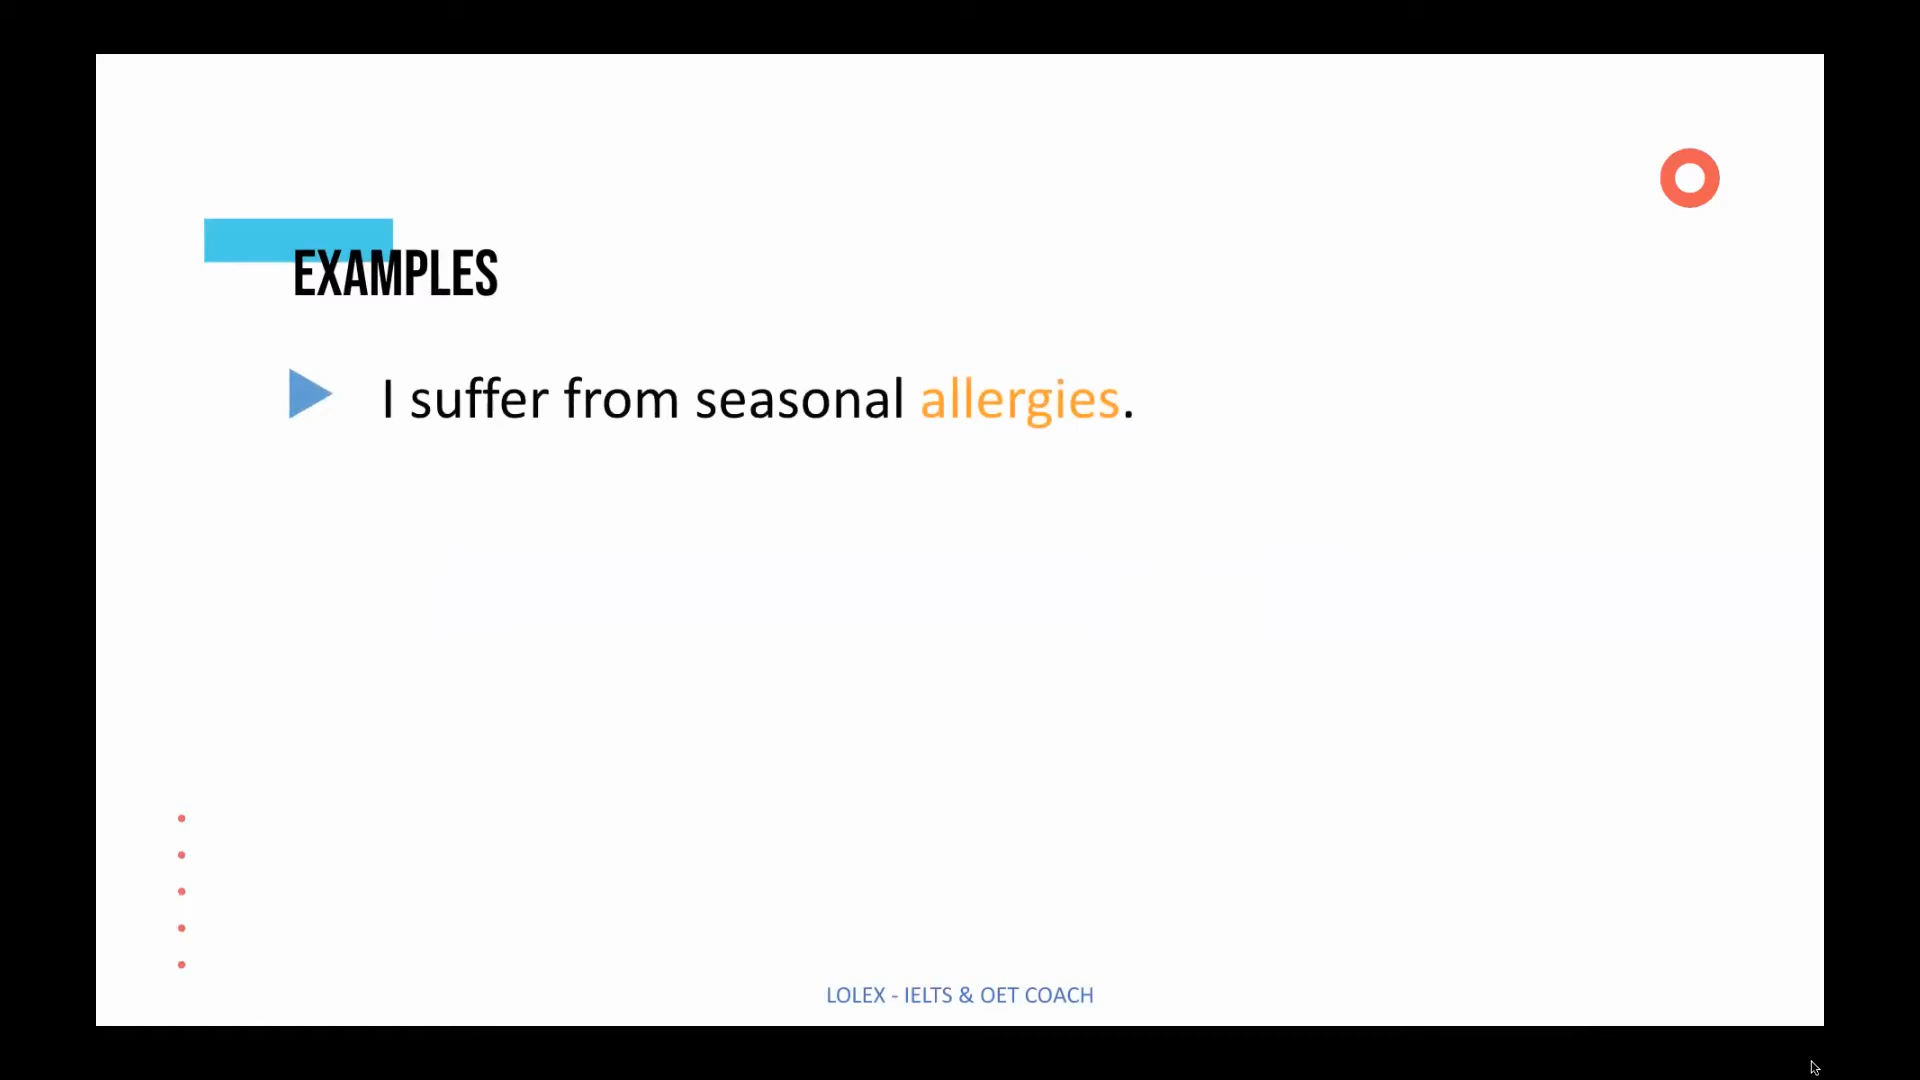 EXAMPLES
I suffer from seasonal allergies.
LOLEX - IELTS & OET COACH